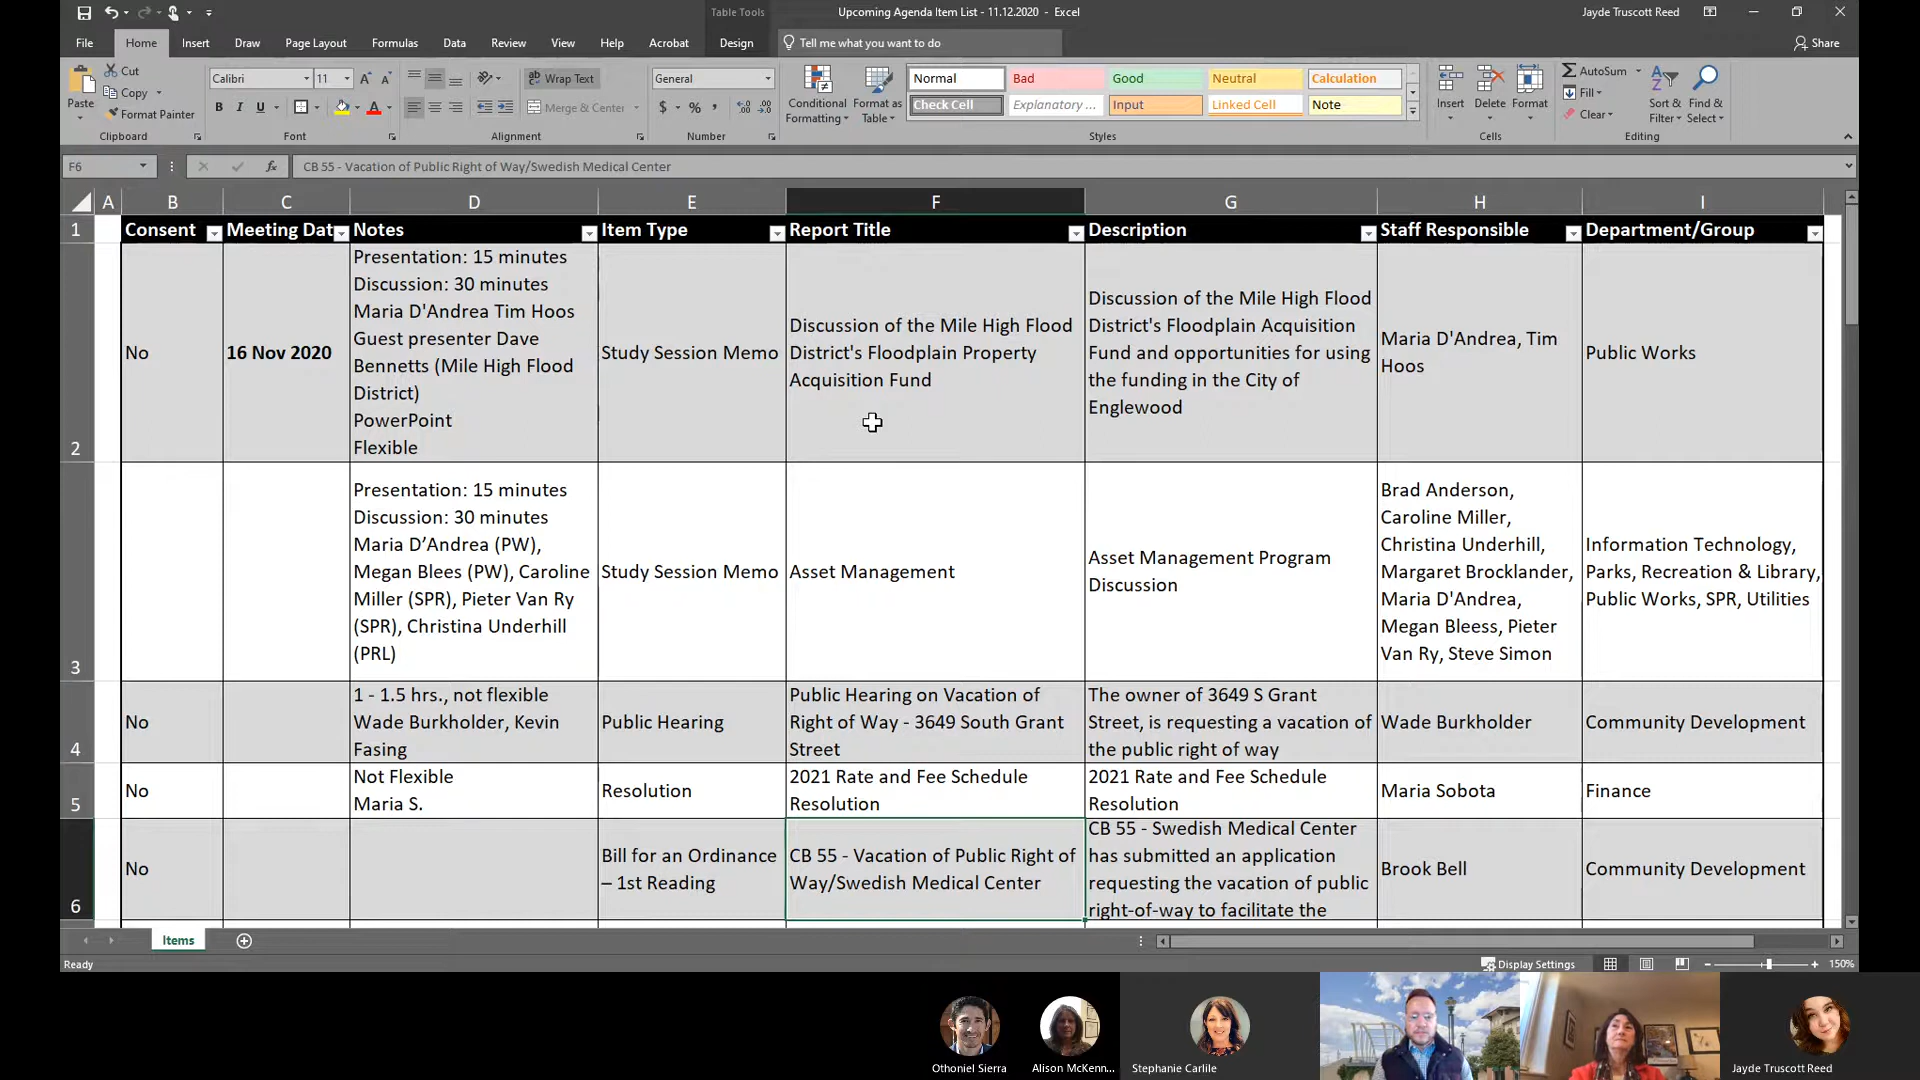 Table Tools
Upcoming Agenda Item List - 11.12.2020 - Excel
Jayde Truscott Reed
File
Home
Insert
Draw
Page Layout
Formulas
Data
Review
View
Help
Acrobat
Design
Tell me what you want to do
Share
Paste
Cut
Copy
Format Painter
Clipboard
Calibri
11
B I U
Font
Wrap Text
Merge & Center
Alignment
General
$ % ,
Number
Conditional
Formatting
Format as
Table
Normal
Bad
Good
Neutral
Calculation
Check Cell
Explanatory ...
Input
Linked Cell
Note
Styles
Insert
Delete
Format
Cells
AutoSum
Fill
Clear
Sort &
Filter
Find &
Select
Editing
F6
fx
CB 55 - Vacation of Public Right of Way/Swedish Medical Center
A B C D E F G H I
1
Consent
Meeting Dat
Notes
Item Type
Report Title
Description
Staff Responsible
Department/Group
2
No
16 Nov 2020
Presentation: 15 minutes
Discussion: 30 minutes
Maria D'Andrea Tim Hoos
Guest presenter Dave
Bennetts (Mile High Flood
District)
PowerPoint
Flexible
Study Session Memo
Discussion of the Mile High Flood
District's Floodplain Property
Acquisition Fund
Discussion of the Mile High Flood
District's Floodplain Acquisition
Fund and opportunities for using
the funding in the City of
Englewood
Maria D'Andrea, Tim
Hoos
Public Works
3
Presentation: 15 minutes
Discussion: 30 minutes
Maria D’Andrea (PW),
Megan Blees (PW), Caroline
Miller (SPR), Pieter Van Ry
(SPR), Christina Underhill
(PRL)
Study Session Memo
Asset Management
Asset Management Program
Discussion
Brad Anderson,
Caroline Miller,
Christina Underhill,
Margaret Brocklander,
Maria D'Andrea,
Megan Bleess, Pieter
Van Ry, Steve Simon
Information Technology,
Parks, Recreation & Library,
Public Works, SPR, Utilities
4
No
1 - 1.5 hrs., not flexible
Wade Burkholder, Kevin
Fasing
Public Hearing
Public Hearing on Vacation of
Right of Way - 3649 South Grant
Street
The owner of 3649 S Grant
Street, is requesting a vacation of
the public right of way
Wade Burkholder
Community Development
5
No
Not Flexible
Maria S.
Resolution
2021 Rate and Fee Schedule
Resolution
2021 Rate and Fee Schedule
Resolution
Maria Sobota
Finance
6
No
Bill for an Ordinance
– 1st Reading
CB 55 - Vacation of Public Right of
Way/Swedish Medical Center
CB 55 - Swedish Medical Center
has submitted an application
requesting the vacation of public
right-of-way to facilitate the
Brook Bell
Community Development
Items
Ready
Display Settings
150%
Othoniel Sierra
Alison McKenn...
Stephanie Carlile
Jayde Truscott Reed